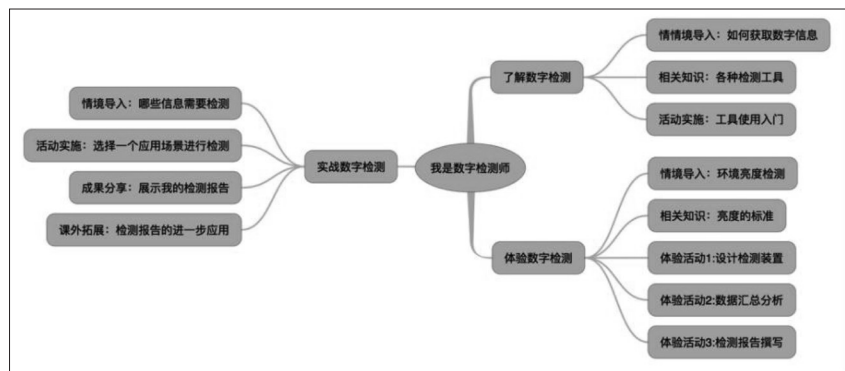 我是数字检测师
了解数字检测
情情境导入：如何获取数字信息
相关知识：各种检测工具
活动实施：工具使用入门
体验数字检测
情境导入：环境亮度检测
相关知识：亮度的标准
体验活动1:设计检测装置
体验活动2:数据汇总分析
体验活动3:检测报告撰写
实战数字检测
情境导入：哪些信息需要检测
活动实施：选择一个应用场景进行检测
成果分享：展示我的检测报告
课外拓展：检测报告的进一步应用